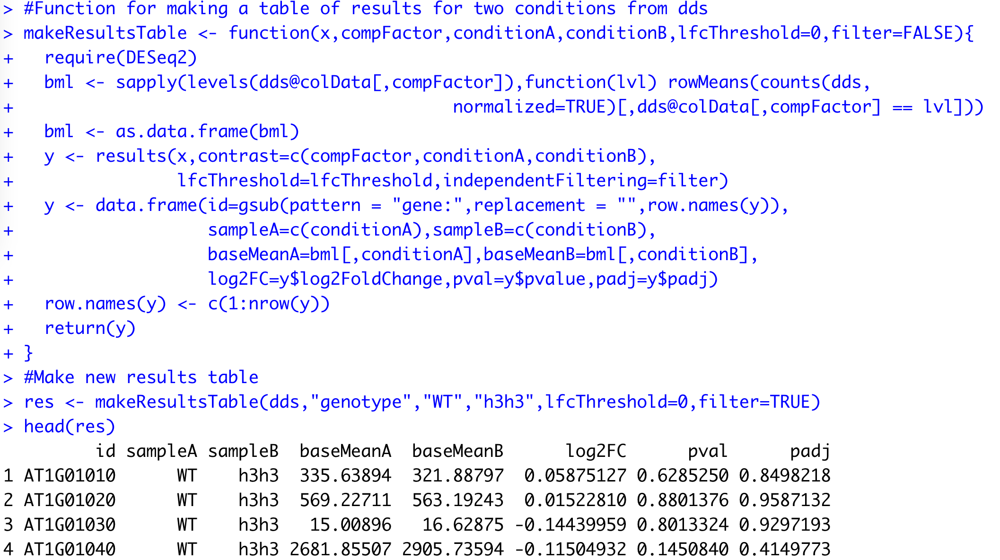 > #Function for making a table of results for two conditions from dds
> makeResultsTable <- function(x,compFactor,conditionA,conditionB,lfcThreshold=0,filter=FALSE){
+   require(DESeq2)
+   bml <- sapply(levels(dds@colData[,compFactor]),function(lvl) rowMeans(counts(dds,
+                                           normalized=TRUE)[,dds@colData[,compFactor] == lvl]))
+   bml <- as.data.frame(bml)
+   y <- results(x,contrast=c(compFactor,conditionA,conditionB),
+                lfcThreshold=lfcThreshold,independentFiltering=filter)
+   y <- data.frame(id=gsub(pattern = "gene:",replacement = "",row.names(y)),
+                   sampleA=c(conditionA),sampleB=c(conditionB),
+                   baseMeanA=bml[,conditionA],baseMeanB=bml[,conditionB],
+                   log2FC=y$log2FoldChange,pval=y$pvalue,padj=y$padj)
+   row.names(y) <- c(1:nrow(y))
+   return(y)
+ }
> #Make new results table
> res <- makeResultsTable(dds,"genotype","WT","h3h3",lfcThreshold=0,filter=TRUE)
> head(res)
         id sampleA sampleB  baseMeanA  baseMeanB      log2FC      pval      padj
1 AT1G01010      WT    h3h3  335.63894  321.88797  0.05875127 0.6285250 0.8498218
2 AT1G01020      WT    h3h3  569.22711  563.19243  0.01522810 0.8801376 0.9587132
3 AT1G01030      WT    h3h3   15.00896   16.62875 -0.14439959 0.8013324 0.9297193
4 AT1G01040      WT    h3h3 2681.85507 2905.73594 -0.11504932 0.1450840 0.4149773